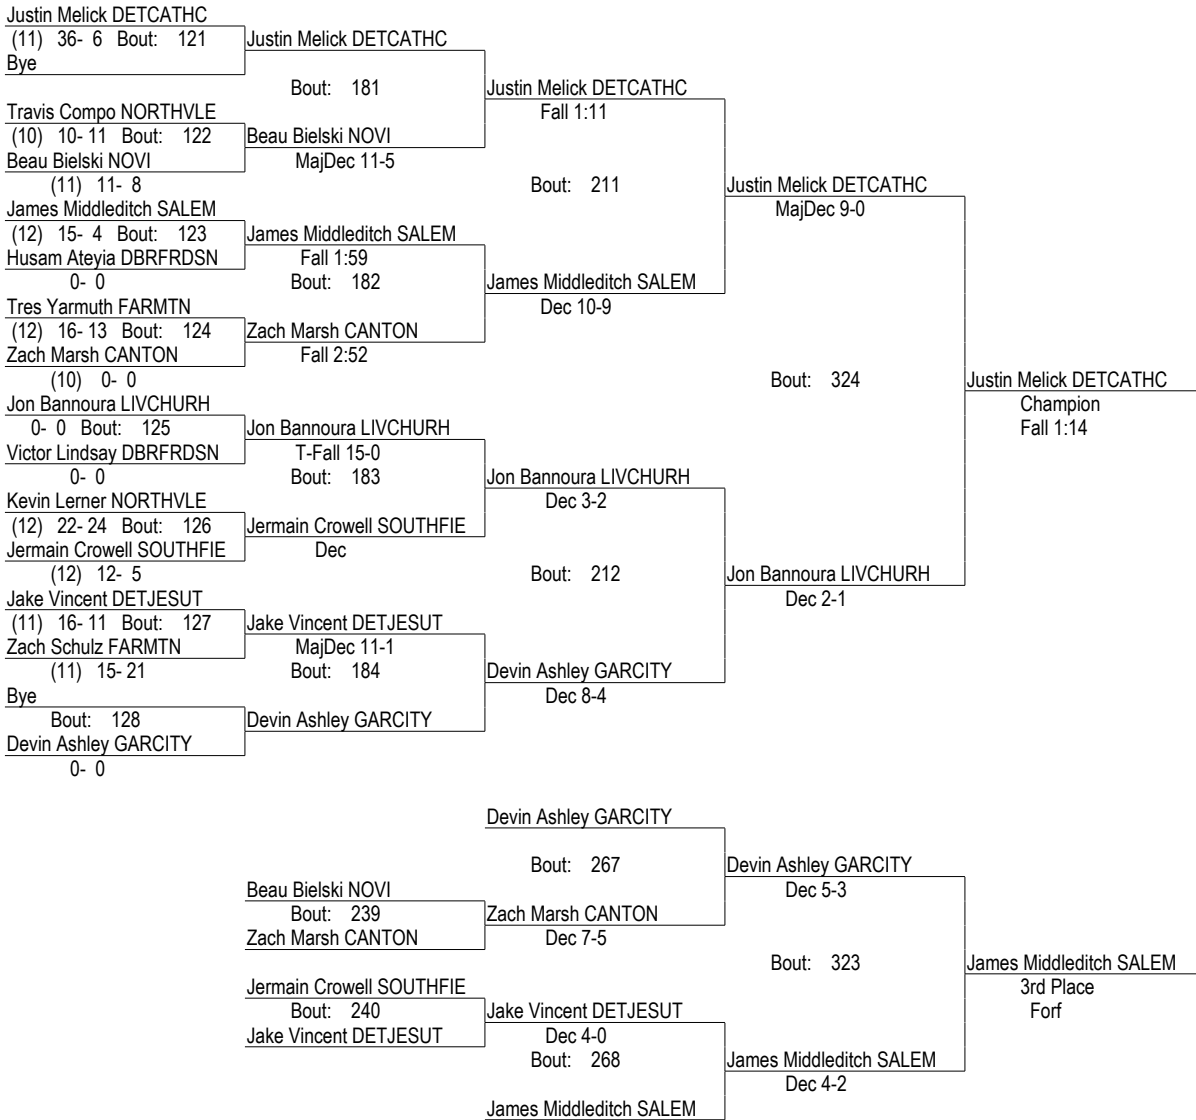 Justin Melick DETCATHC
(11) 36- 6 Bout: 121
Bye
Justin Melick DETCATHC
Bout: 181
Travis Compo NORTHVLE
(10) 10- 11 Bout: 122
Beau Bielski NOVI
(11) 11- 8
Beau Bielski NOVI
MajDec 11-5
Justin Melick DETCATHC
Fall 1:11
Bout: 211
James Middleditch SALEM
(12) 15- 4 Bout: 123
Husam Ateyia DBRFRDSN
0- 0
James Middleditch SALEM
Fall 1:59
Bout: 182
Tres Yarmuth FARMTN
(12) 16- 13 Bout: 124
Zach Marsh CANTON
(10) 0- 0
Zach Marsh CANTON
Fall 2:52
James Middleditch SALEM
Dec 10-9
Justin Melick DETCATHC
MajDec 9-0
Bout: 324
Justin Melick DETCATHC
Champion
Fall 1:14
Jon Bannoura LIVCHURH
0- 0 Bout: 125
Victor Lindsay DBRFRDSN
0- 0
Jon Bannoura LIVCHURH
T-Fall 15-0
Bout: 183
Kevin Lerner NORTHVLE
(12) 22- 24 Bout: 126
Jermain Crowell SOUTHFIE
(12) 12- 5
Jermain Crowell SOUTHFIE
Dec
Jon Bannoura LIVCHURH
Dec 3-2
Bout: 212
Jon Bannoura LIVCHURH
Dec 2-1
Jake Vincent DETJESUT
(11) 16- 11 Bout: 127
Zach Schulz FARMTN
(11) 15- 21
Jake Vincent DETJESUT
MajDec 11-1
Bout: 184
Bye
Bout: 128
Devin Ashley GARCITY
0- 0
Devin Ashley GARCITY
Devin Ashley GARCITY
Dec 8-4
Devin Ashley GARCITY
Bout: 267
Beau Bielski NOVI
Bout: 239
Zach Marsh CANTON
Zach Marsh CANTON
Dec 7-5
Devin Ashley GARCITY
Dec 5-3
Bout: 323
James Middleditch SALEM
3rd Place
Forf
Jermain Crowell SOUTHFIE
Bout: 240
Jake Vincent DETJESUT
Jake Vincent DETJESUT
Dec 4-0
Bout: 268
James Middleditch SALEM
James Middleditch SALEM
Dec 4-2